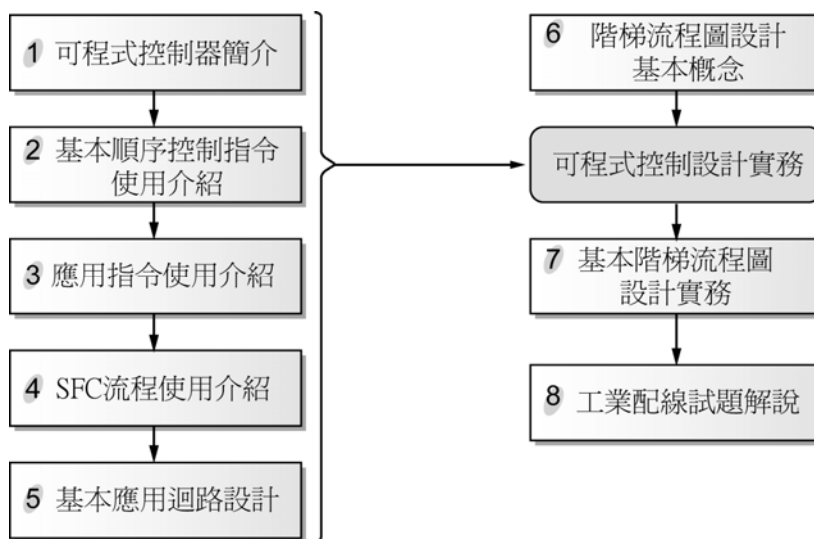 1 可程式控制器簡介
2 基本順序控制指令
使用介紹
3 應用指令使用介紹
4 SFC流程使用介紹
5 基本應用迴路設計
6 階梯流程圖設計
基本概念
可程式控制設計實務
7 基本階梯流程圖
設計實務
8 工業配線試題解說